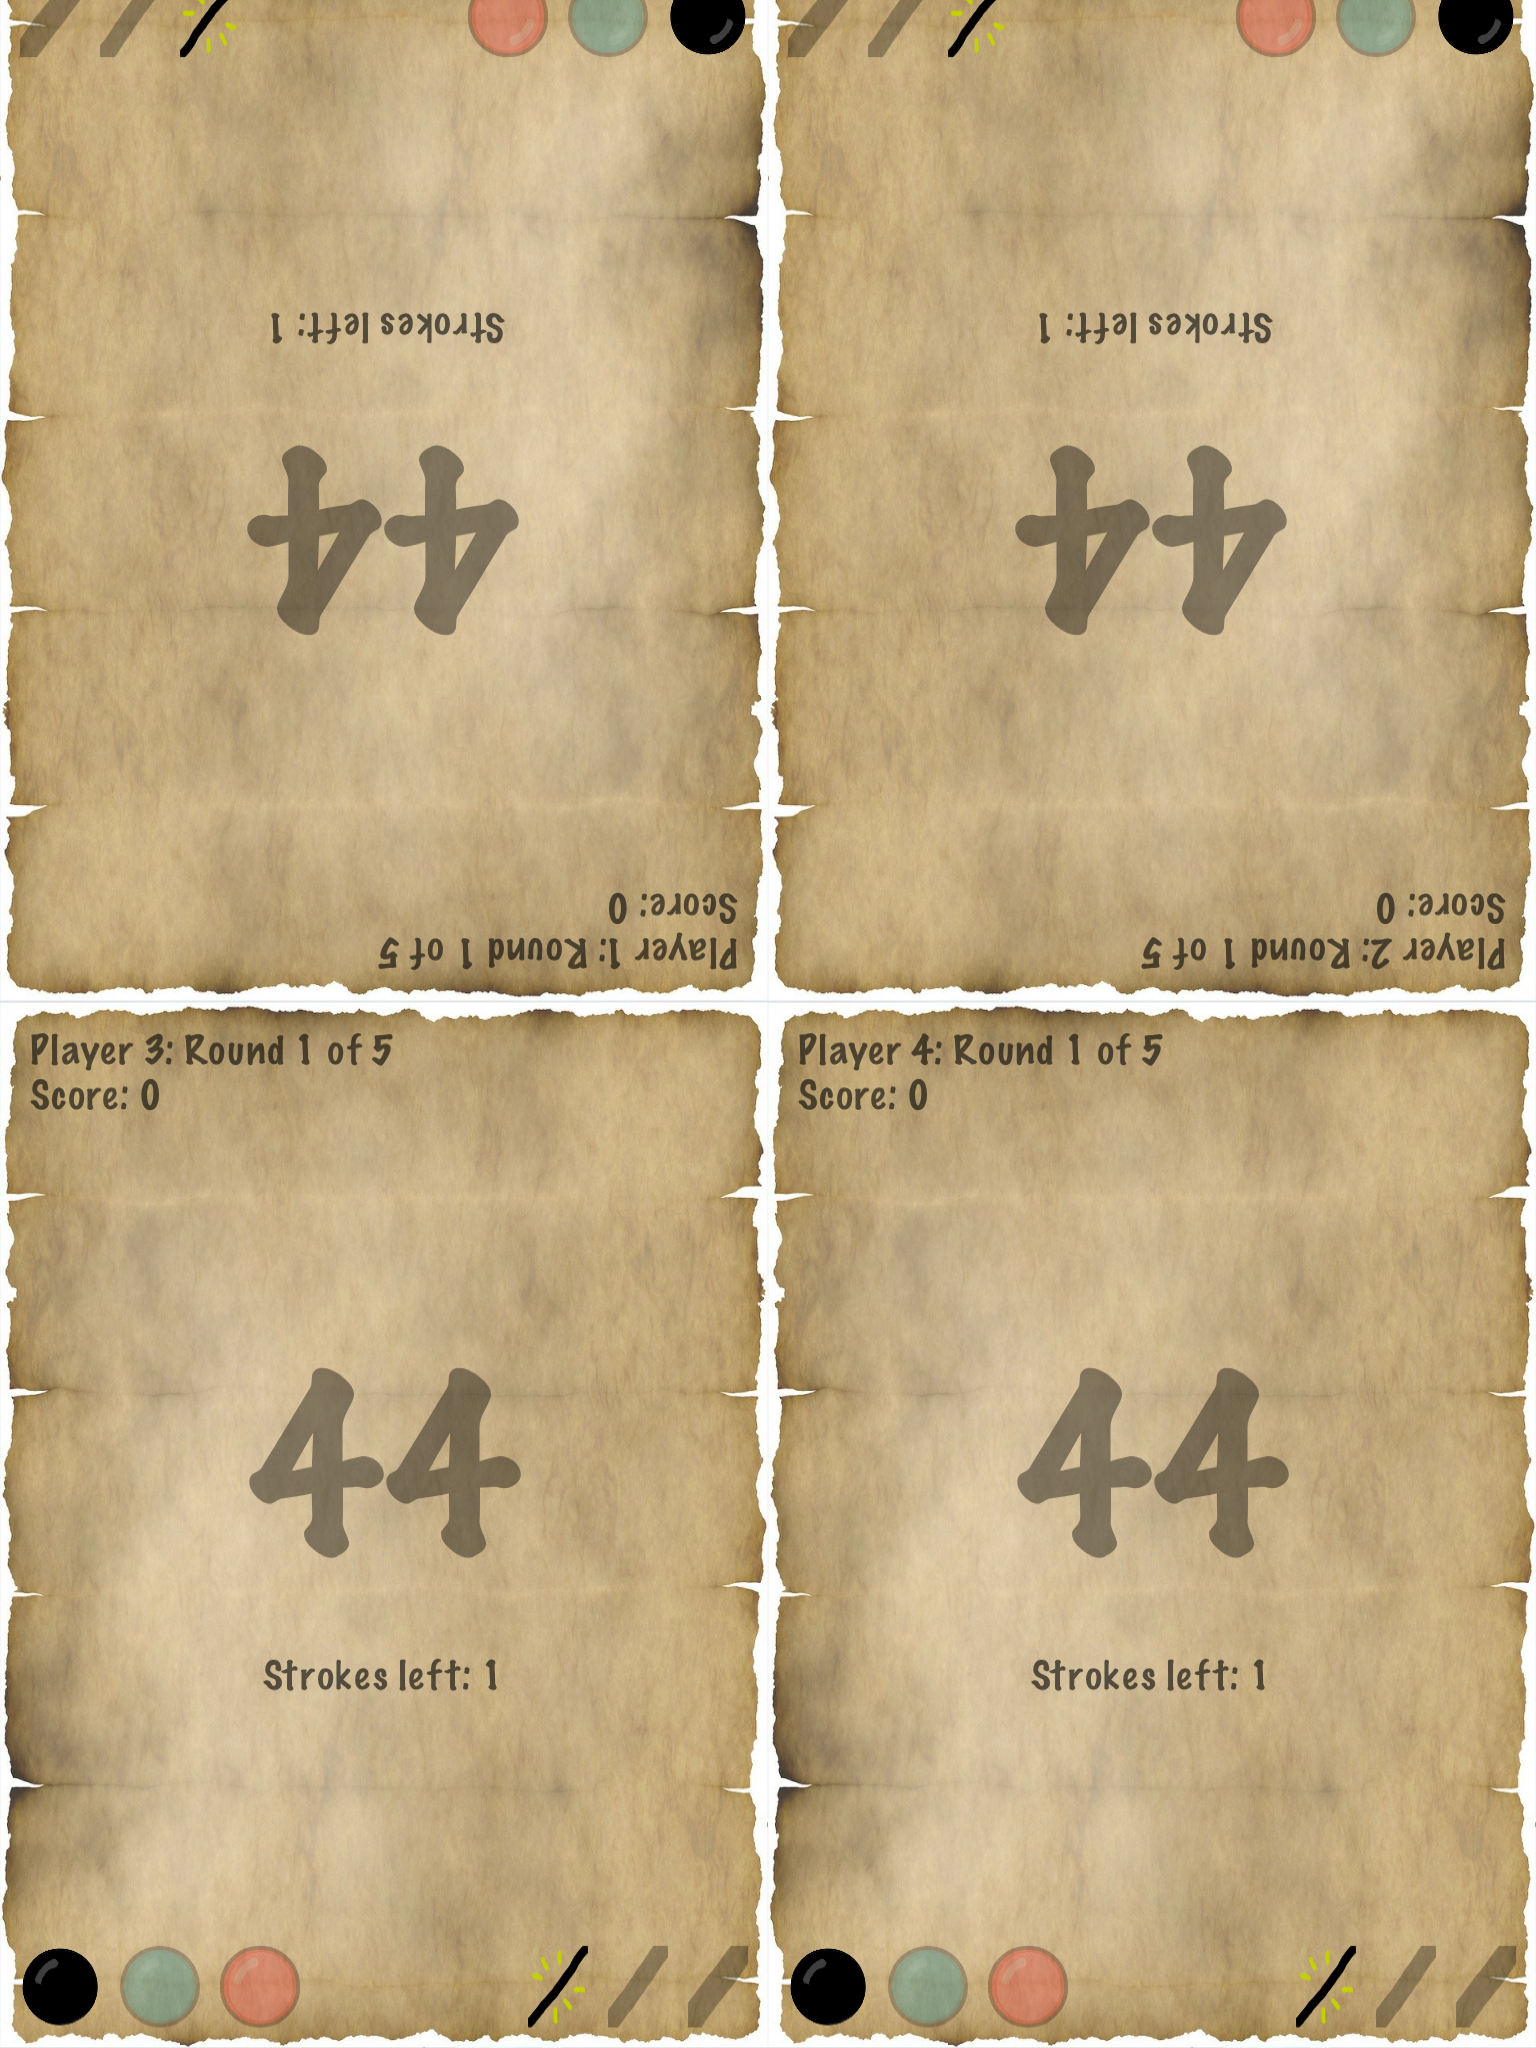 Player 1: Round 1 of 5
Score: 0
44
Strokes left: 1
Player 2: Round 1 of 5
Score: 0
44
Strokes left: 1
Player 3: Round 1 of 5
Score: 0
44
Strokes left: 1
Player 4: Round 1 of 5
Score: 0
44
Strokes left: 1